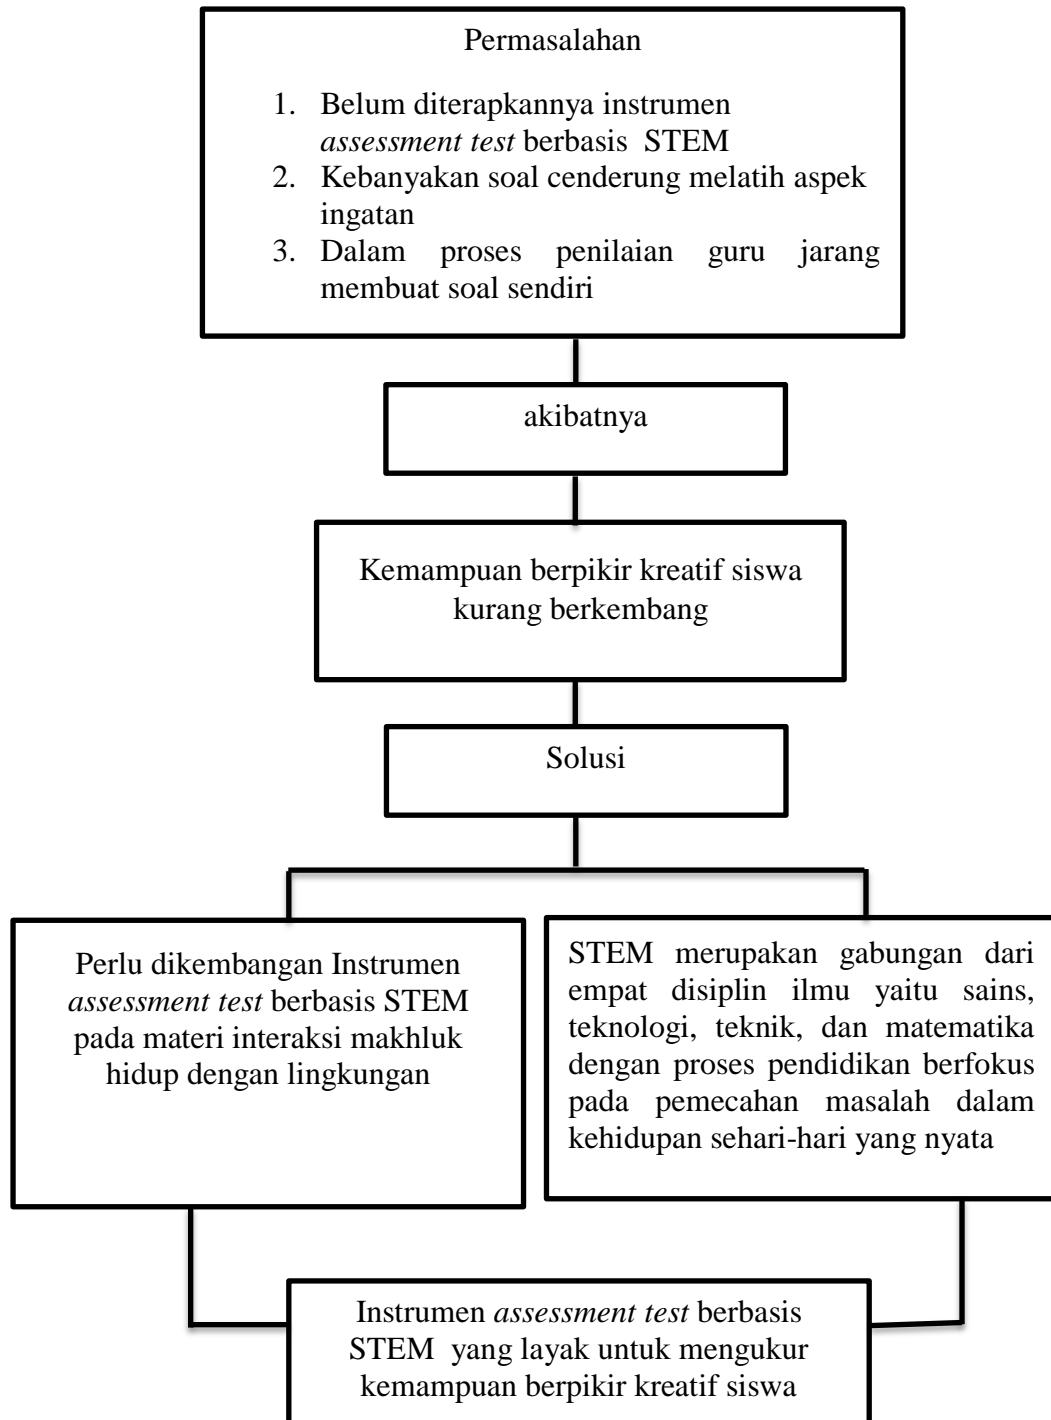 Permasalahan
1. Belum diterapkannya instrumen
assessment test berbasis STEM
2. Kebanyakan soal cenderung melatih aspek
ingatan
3. Dalam proses penilaian guru jarang
membuat soal sendiri
akibatnya
Kemampuan berpikir kreatif siswa
kurang berkembang
Solusi
Perlu dikembangan Instrumen
assessment test berbasis STEM
pada materi interaksi makhluk
hidup dengan lingkungan
STEM merupakan gabungan dari
empat disiplin ilmu yaitu sains,
teknologi, teknik, dan matematika
dengan proses pendidikan berfokus
pada pemecahan masalah dalam
kehidupan sehari-hari yang nyata
Instrumen assessment test berbasis
STEM yang layak untuk mengukur
kemampuan berpikir kreatif siswa